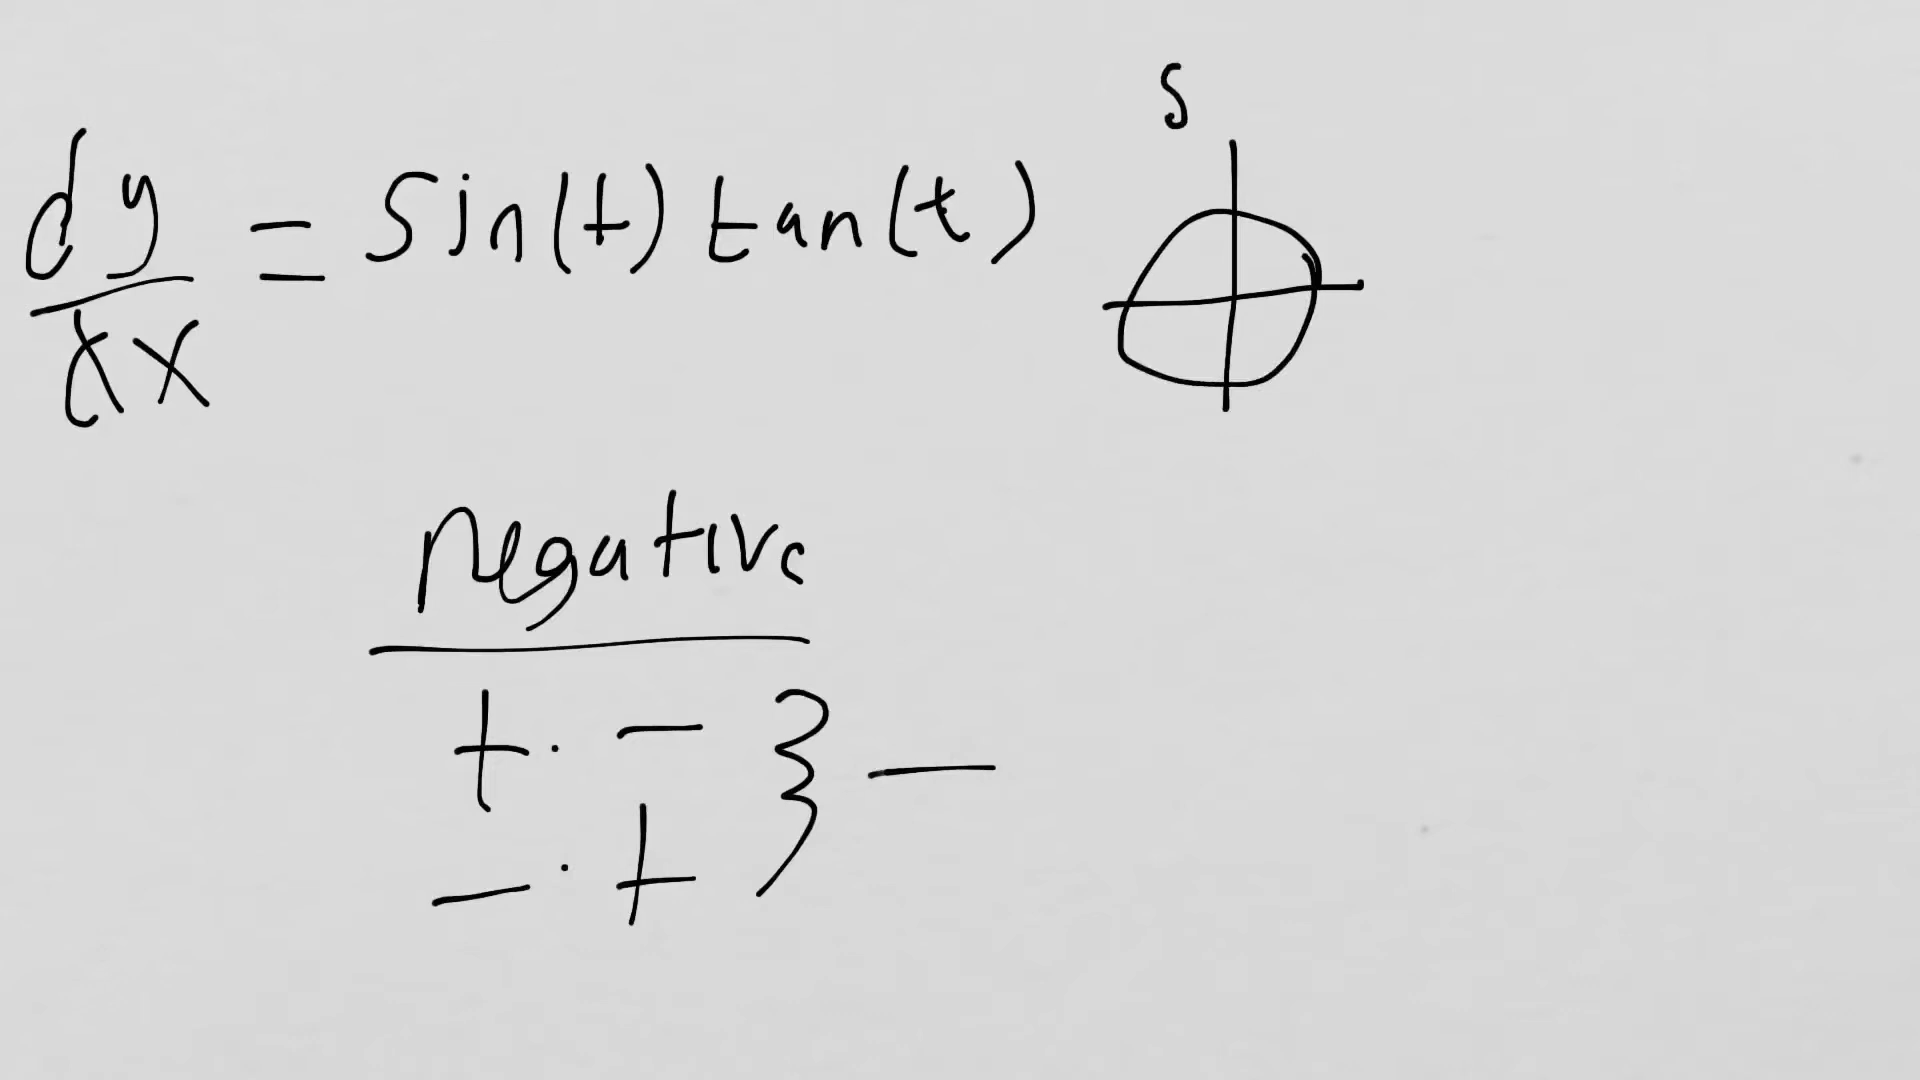 S
dy/dx = Sin(t) tan(t)
negative
+ · − } −
− · +